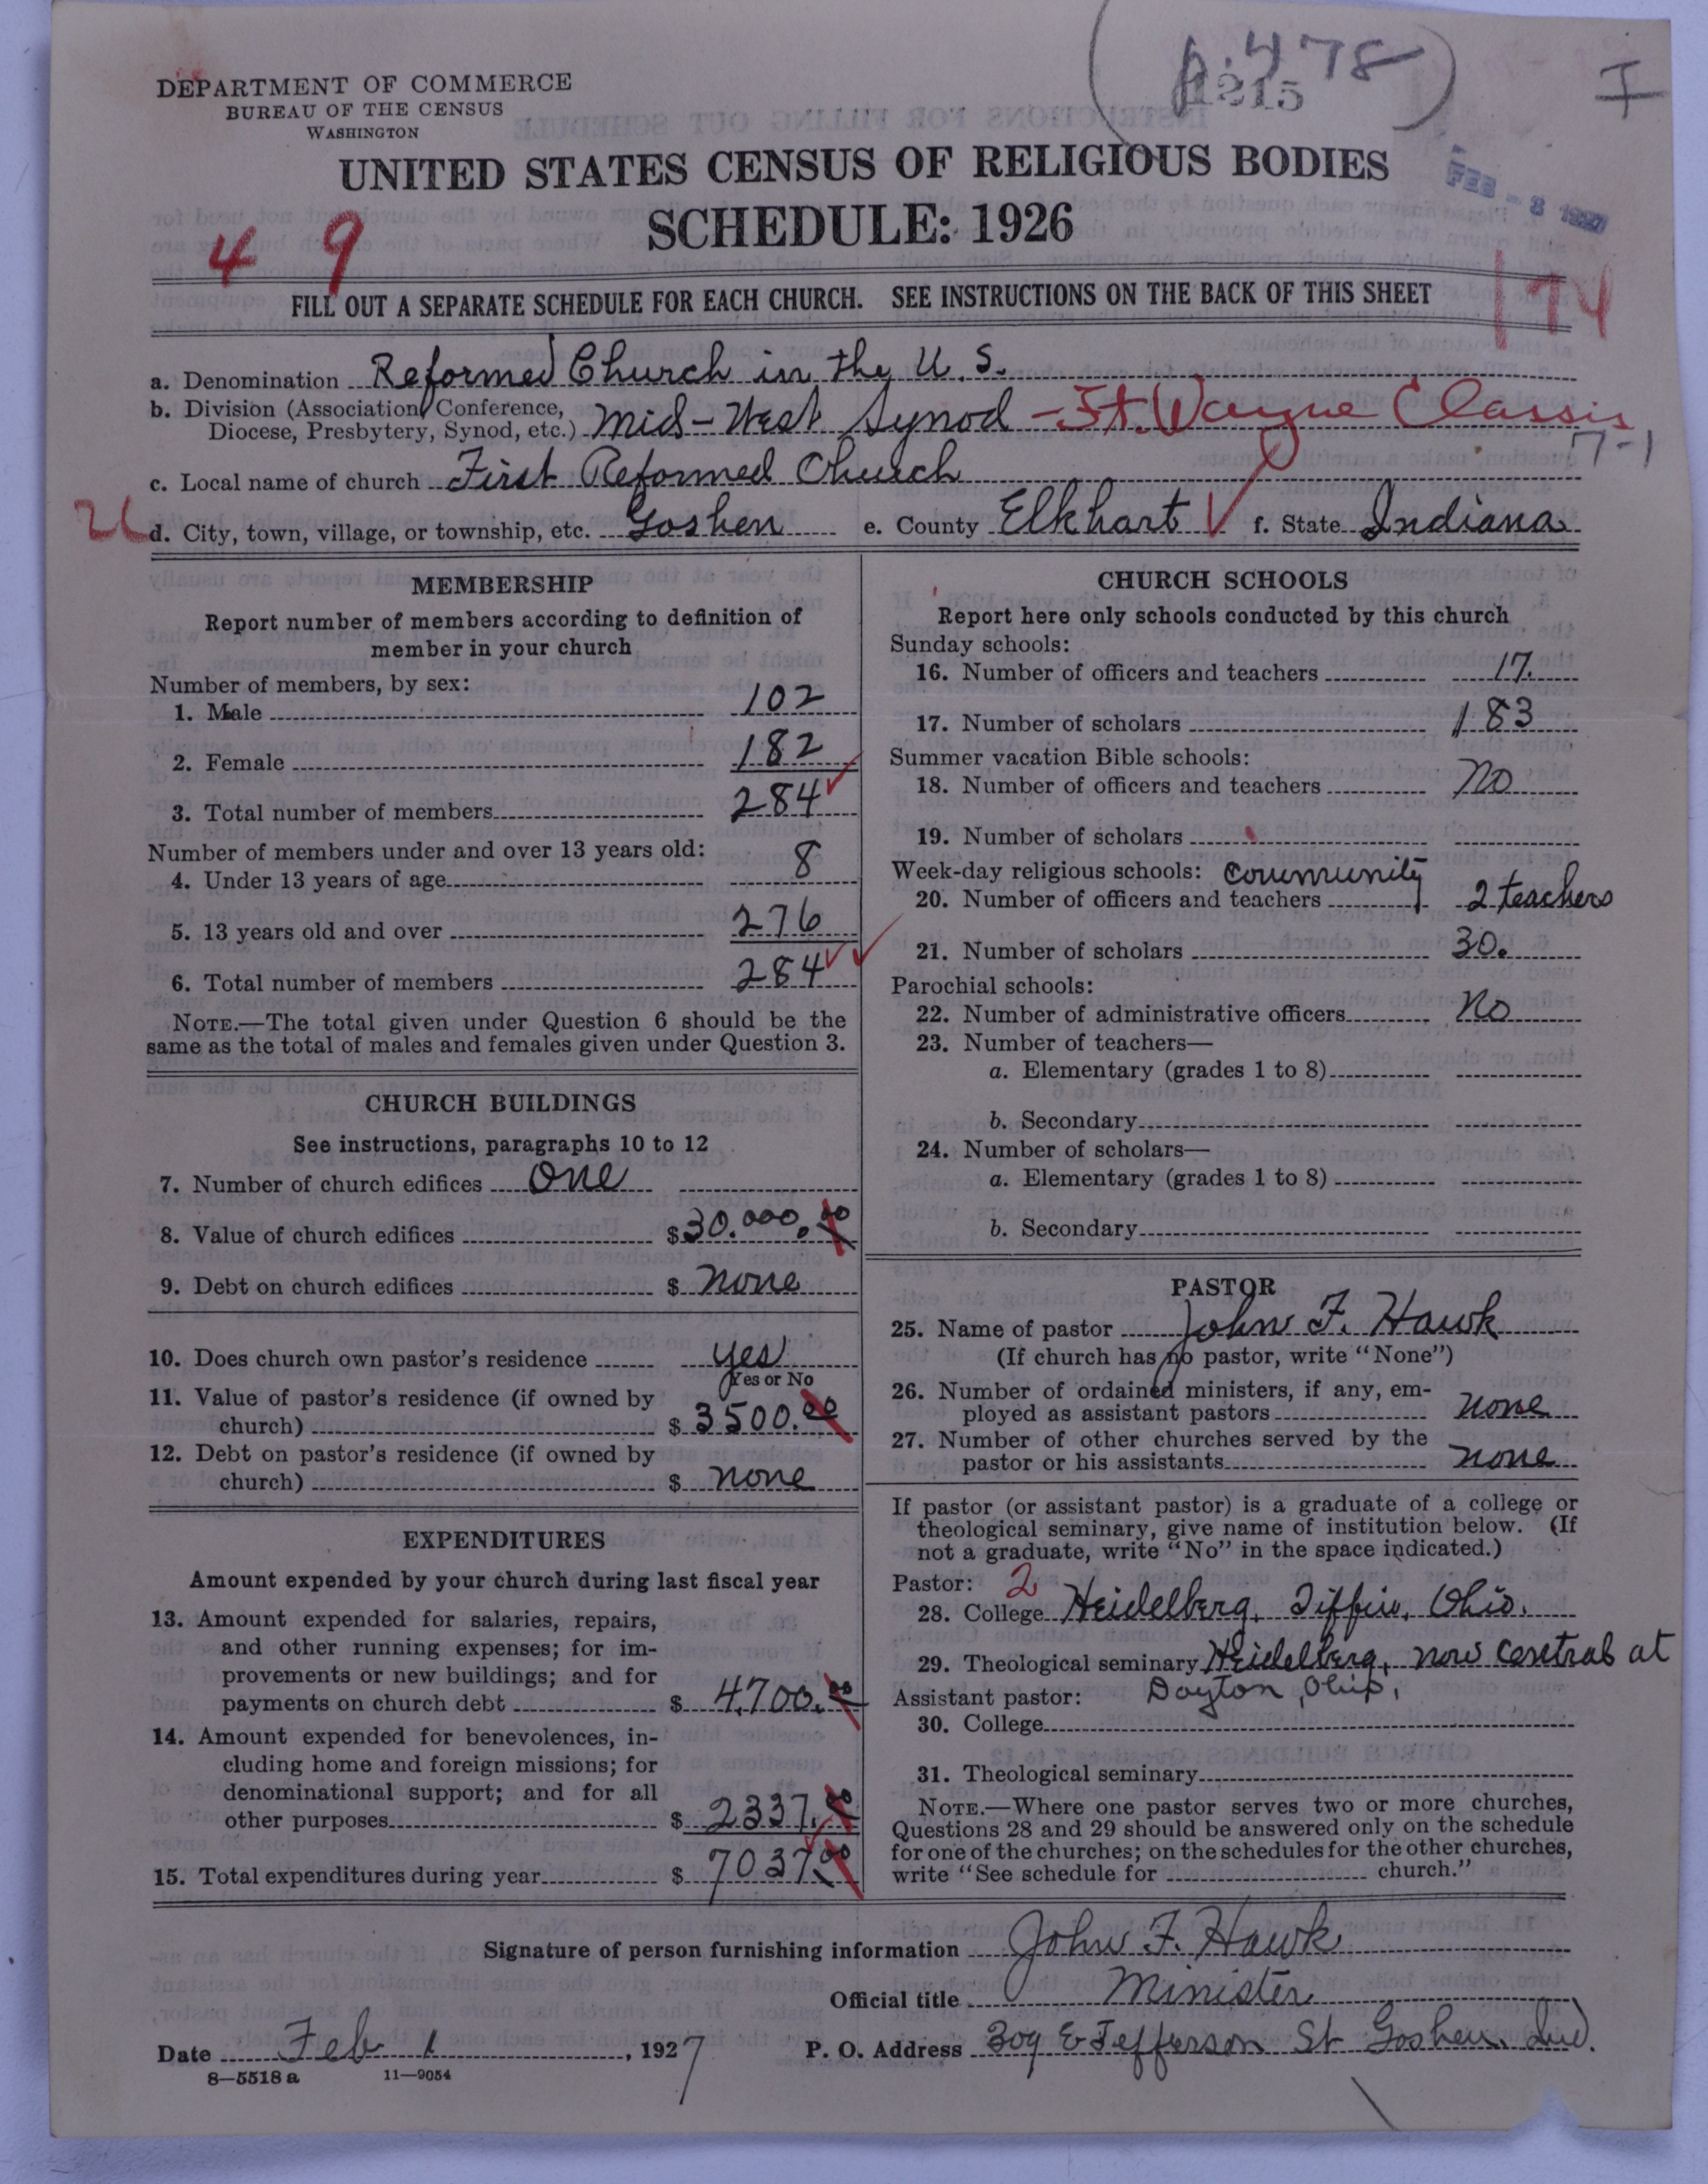 DEPARTMENT OF COMMERCE
BUREAU OF THE CENSUS
WASHINGTON
p. 478
1215
I
UNITED STATES CENSUS OF RELIGIOUS BODIES
SCHEDULE: 1926
FEB - 8 1927
4 9
174
FILL OUT A SEPARATE SCHEDULE FOR EACH CHURCH. SEE INSTRUCTIONS ON THE BACK OF THIS SHEET
a. Denomination Reformed Church in the U.S.
b. Division (Association, Conference, Diocese, Presbytery, Synod, etc.) Mid-West Synod - Ft. Wayne Classis
7-1
c. Local name of church First Reformed Church
26
d. City, town, village, or township, etc. Goshen e. County Elkhart f. State Indiana
MEMBERSHIP
Report number of members according to definition of
member in your church
Number of members, by sex:
1. Male 102
2. Female 182
3. Total number of members 284
Number of members under and over 13 years old:
4. Under 13 years of age 8
5. 13 years old and over 276
6. Total number of members 284
NOTE.—The total given under Question 6 should be the
same as the total of males and females given under Question 3.
CHURCH BUILDINGS
See instructions, paragraphs 10 to 12
7. Number of church edifices One
8. Value of church edifices $30.000.00
9. Debt on church edifices $ none
10. Does church own pastor's residence yes
Yes or No
11. Value of pastor's residence (if owned by
church) $ 3500.00
12. Debt on pastor's residence (if owned by
church) $ none
EXPENDITURES
Amount expended by your church during last fiscal year
13. Amount expended for salaries, repairs,
and other running expenses; for im-
provements or new buildings; and for
payments on church debt $ 4,700.00
14. Amount expended for benevolences, in-
cluding home and foreign missions; for
denominational support; and for all
other purposes $ 2337.00
15. Total expenditures during year $ 7037.00
CHURCH SCHOOLS
Report here only schools conducted by this church
Sunday schools:
16. Number of officers and teachers 17.
17. Number of scholars 183
Summer vacation Bible schools:
18. Number of officers and teachers No
19. Number of scholars
Week-day religious schools: Community
20. Number of officers and teachers 2 teachers
21. Number of scholars 30.
Parochial schools:
22. Number of administrative officers No
23. Number of teachers—
a. Elementary (grades 1 to 8)
b. Secondary
24. Number of scholars—
a. Elementary (grades 1 to 8)
b. Secondary
PASTOR
25. Name of pastor John F. Hawk
(If church has no pastor, write "None")
26. Number of ordained ministers, if any, em-
ployed as assistant pastors none
27. Number of other churches served by the
pastor or his assistants none
If pastor (or assistant pastor) is a graduate of a college or
theological seminary, give name of institution below. (If
not a graduate, write "No" in the space indicated.)
Pastor: 2
28. College Heidelberg, Tiffin, Ohio.
29. Theological seminary Heidelberg, now Central at
Dayton, Ohio,
Assistant pastor:
30. College
31. Theological seminary
NOTE.—Where one pastor serves two or more churches,
Questions 28 and 29 should be answered only on the schedule
for one of the churches; on the schedules for the other churches,
write "See schedule for church."
Signature of person furnishing information John F. Hawk
Official title Minister
Date Feb 1, 1927 P. O. Address 309 E Jefferson St Goshen, Ind.
8—5518 a 11—9054